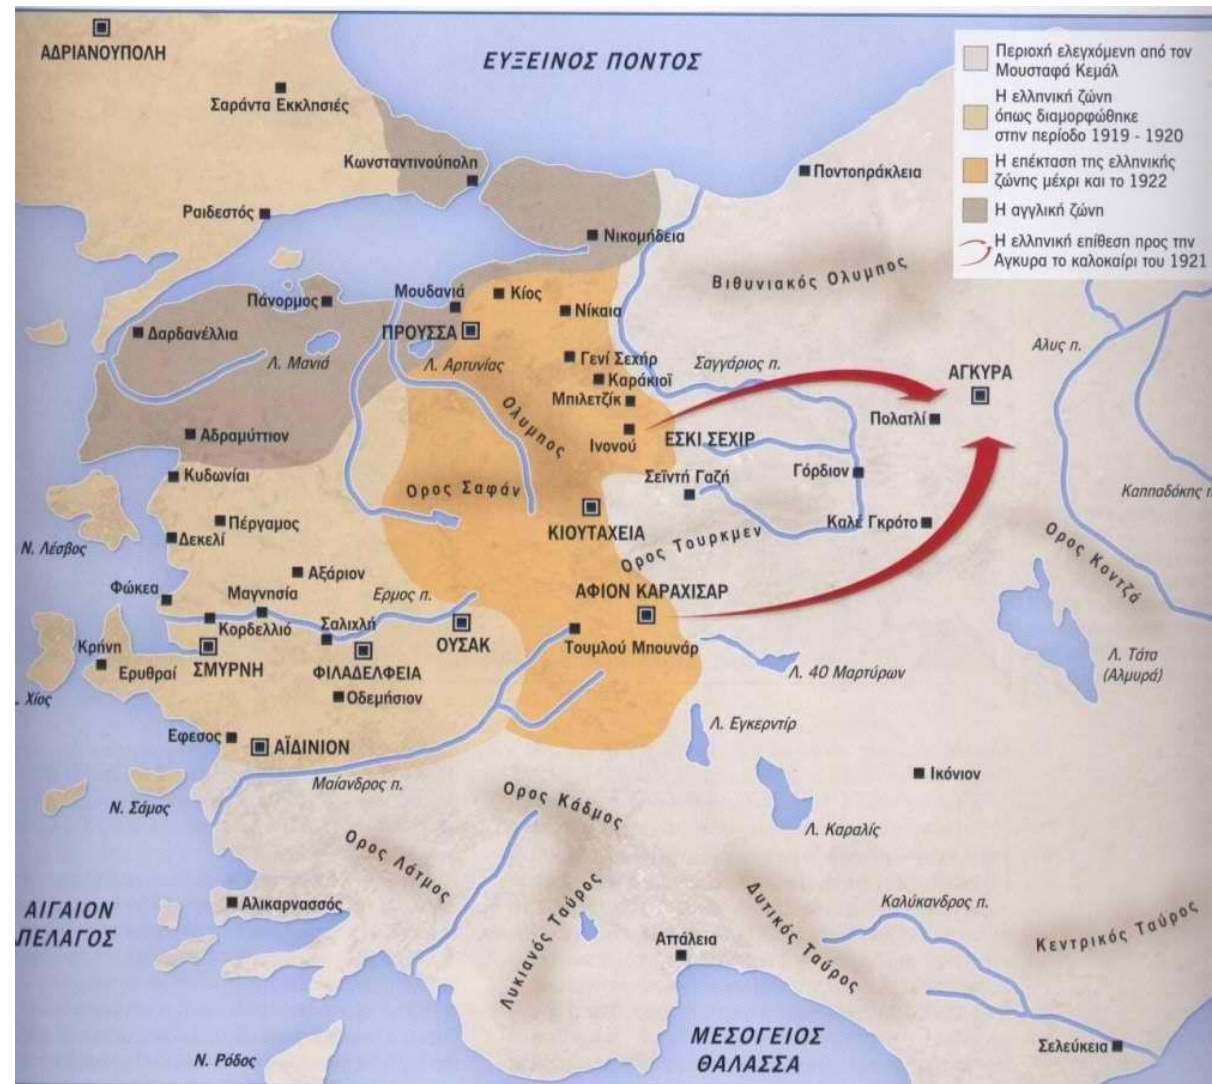 ΑΔΡΙΑΝΟΥΠΟΛΗ
ΕΥΞΕΙΝΟΣ ΠΟΝΤΟΣ
Περιοχή ελεγχόμενη από τον
Μουσταφά Κεμάλ
Η ελληνική ζώνη
όπως διαμορφώθηκε
στην περίοδο 1919 - 1920
Η επέκταση της ελληνικής
ζώνης μέχρι και το 1922
Η αγγλική ζώνη
Η ελληνική επίθεση προς την
Αγκυρα το καλοκαίρι του 1921
Σαράντα Εκκλησιές
Κωνσταντινούπολη
Ποντοπράκλεια
Ραιδεστός
Νικομήδεια
Βιθυνιακός Ολυμπος
Πάνορμος
Μουδανιά
Κίος
Νίκαια
Δαρδανέλλια
ΠΡΟΥΣΣΑ
Λ. Μανιά
Λ. Αρτυνίας
Γενί Σεχήρ
Σαγγάριος π.
Αλυς π.
Καράκιοϊ
ΑΓΚΥΡΑ
Μπιλετζίκ
Ολυμπος
Πολατλί
Αδραμύττιον
Ινονού
ΕΣΚΙ ΣΕΧΙΡ
Κυδωνίαι
Σεϊντή Γαζή
Γόρδιον
Ορος Σαφάν
Καππαδόκης π
Πέργαμος
ΚΙΟΥΤΑΧΕΙΑ
Καλέ Γκρότο
Δεκελί
Ν. Λέσβος
Ορος Τουρκμεν
Ορος Κοντζά
Αξάριον
Φώκεα
Μαγνησία
Ερμος π.
ΑΦΙΟΝ ΚΑΡΑΧΙΣΑΡ
Κορδελλιό
Σαλιχλή
ΟΥΣΑΚ
Τουμλού Μπουνάρ
Κρήνη
Ερυθραί
ΣΜΥΡΝΗ
ΦΙΛΑΔΕΛΦΕΙΑ
Λ. 40 Μαρτύρων
Λ. Τάτα
(Αλμυρά)
. Χίος
Οδεμήσιον
Λ. Εγκερντίρ
Εφεσος
ΑΪΔΙΝΙΟΝ
Ικόνιον
Μαίανδρος π.
Ν. Σάμος
Ορος Κάδμος
Λ. Καραλίς
Ορος Λάτμος
ΑΙΓΑΙΟΝ
ΠΕΛΑΓΟΣ
Αλικαρνασσός
Λυκιανός Ταύρος
Ατταλεια
Δυτικός Ταύρος
Καλύκανδρος π.
Κεντρικός Ταύρος
ΜΕΣΟΓΕΙΟΣ
ΘΑΛΑΣΣΑ
Σελεύκεια
Ν. Ρόδος